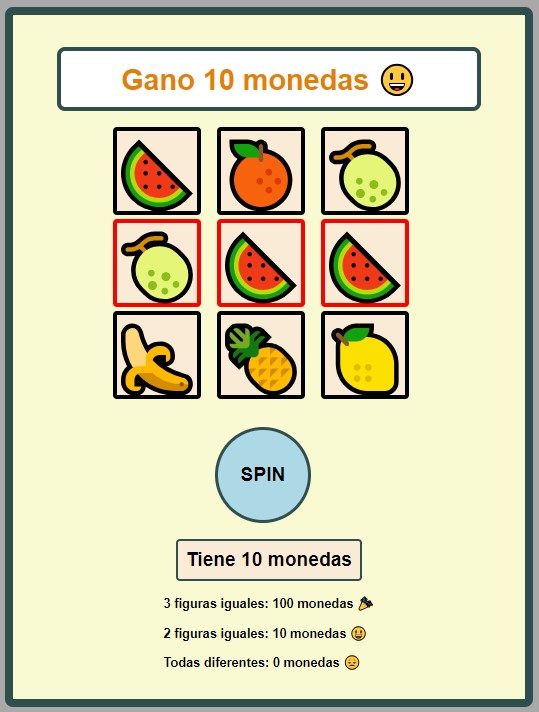 Gano 10 monedas
SPIN
Tiene 10 monedas
3 figuras iguales: 100 monedas
2 figuras iguales: 10 monedas
Todas diferentes: 0 monedas